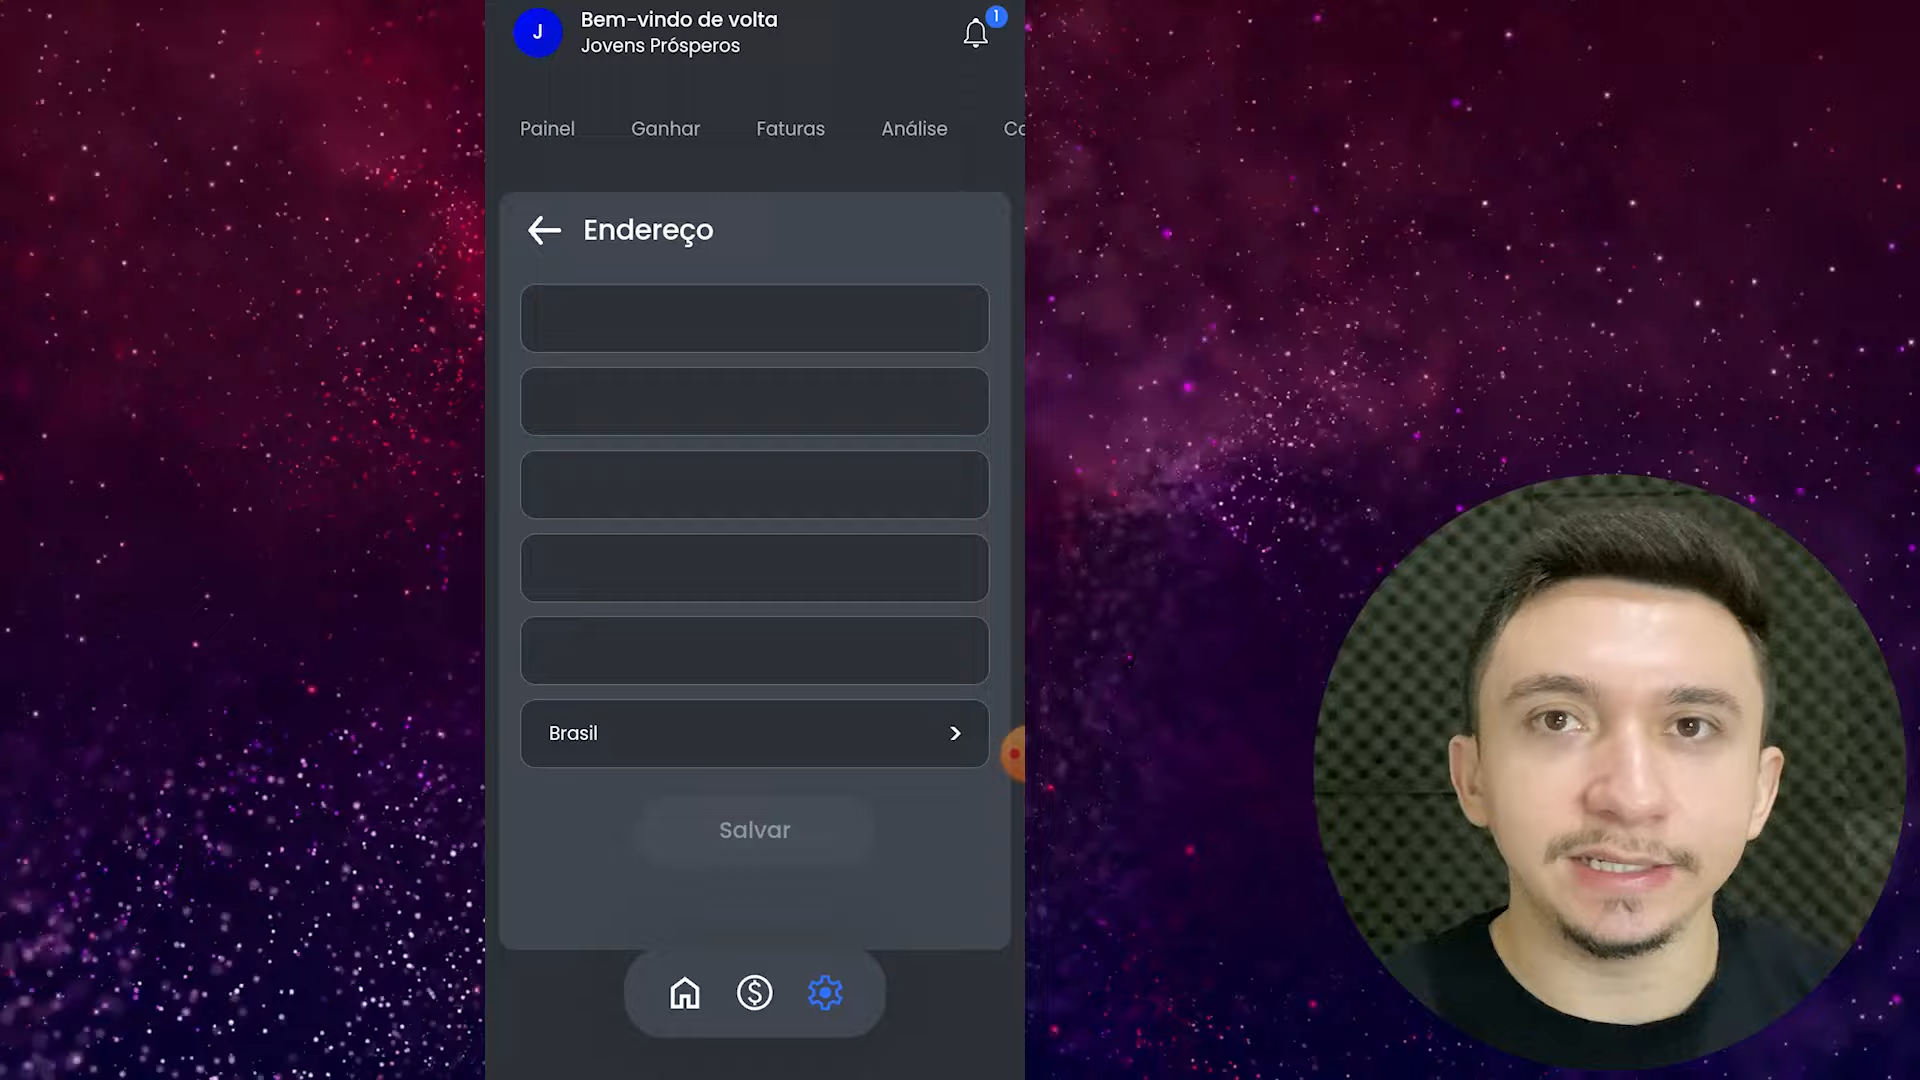 J
Bem-vindo de volta
Jovens Prósperos
1
Painel
Ganhar
Faturas
Análise
Endereço
Brasil
Salvar